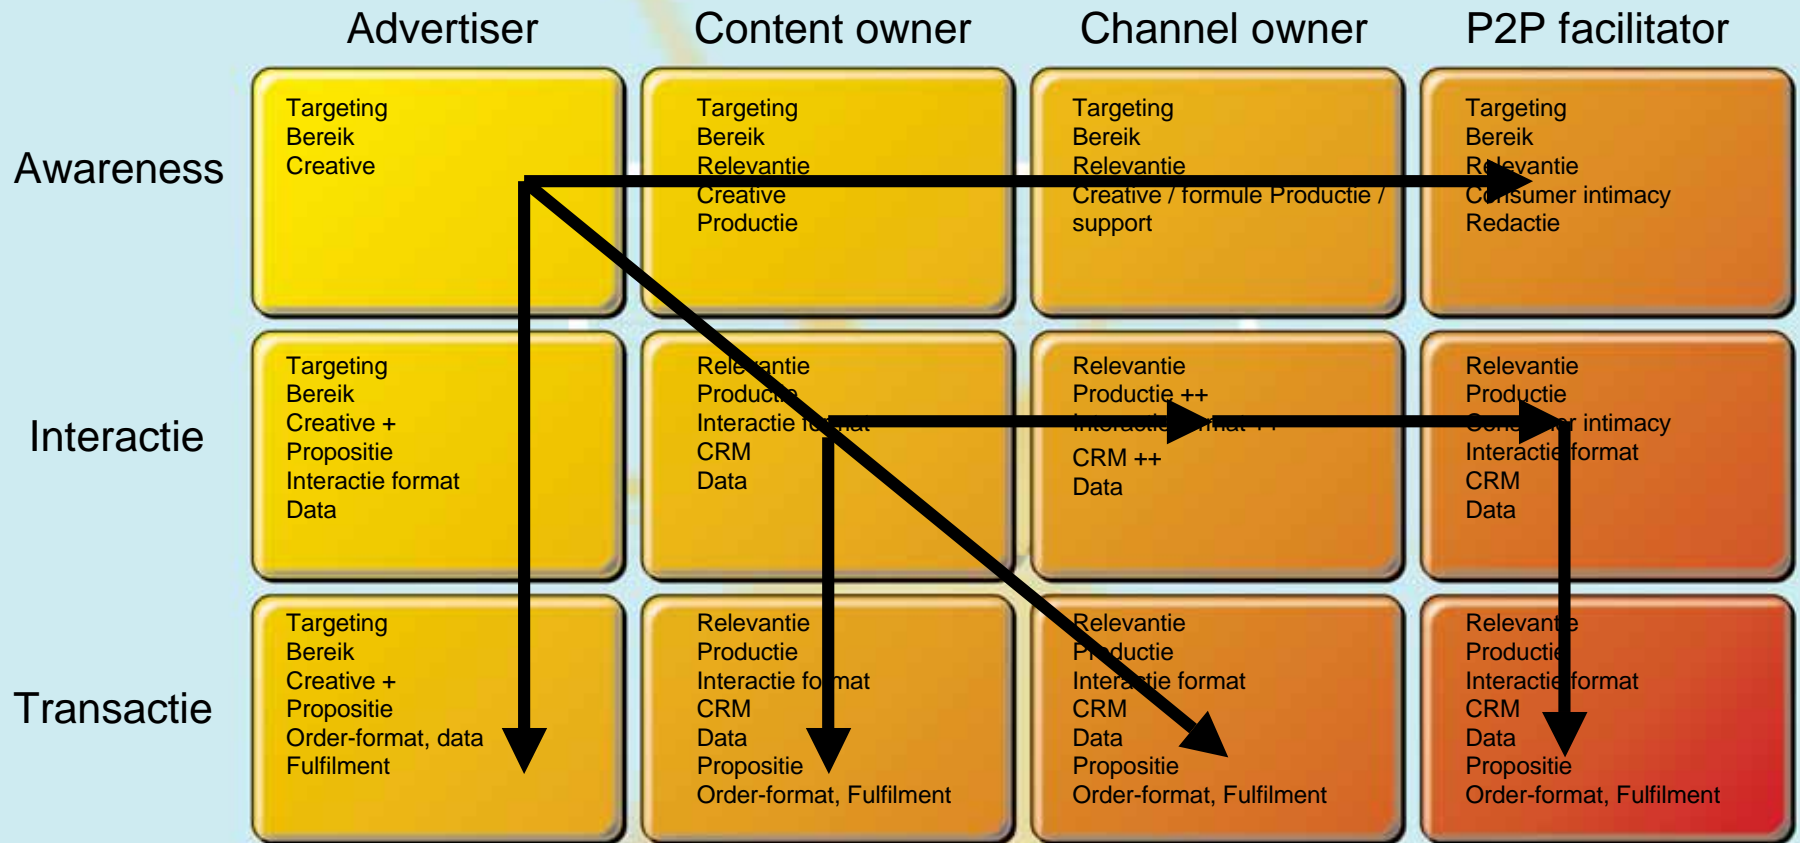 Advertiser
Content owner
Channel owner
P2P facilitator
Awareness
Targeting
Bereik
Creative
Targeting
Bereik
Relevantie
Creative
Productie
Targeting
Bereik
Relevantie
Creative / formule Productie /
support
Targeting
Bereik
Relevantie
Consumer intimacy
Redactie
Interactie
Targeting
Bereik
Creative +
Propositie
Interactie format
Data
Relevantie
Productie
Interactie format
CRM
Data
Relevantie
Productie ++
Interactie format ++
CRM ++
Data
Relevantie
Productie
Consumer intimacy
Interactie format
CRM
Data
Transactie
Targeting
Bereik
Creative +
Propositie
Order-format, data
Fulfilment
Relevantie
Productie
Interactie format
CRM
Data
Propositie
Order-format, Fulfilment
Relevantie
Productie
Interactie format
CRM
Data
Propositie
Order-format, Fulfilment
Relevantie
Productie
Interactie format
CRM
Data
Propositie
Order-format, Fulfilment